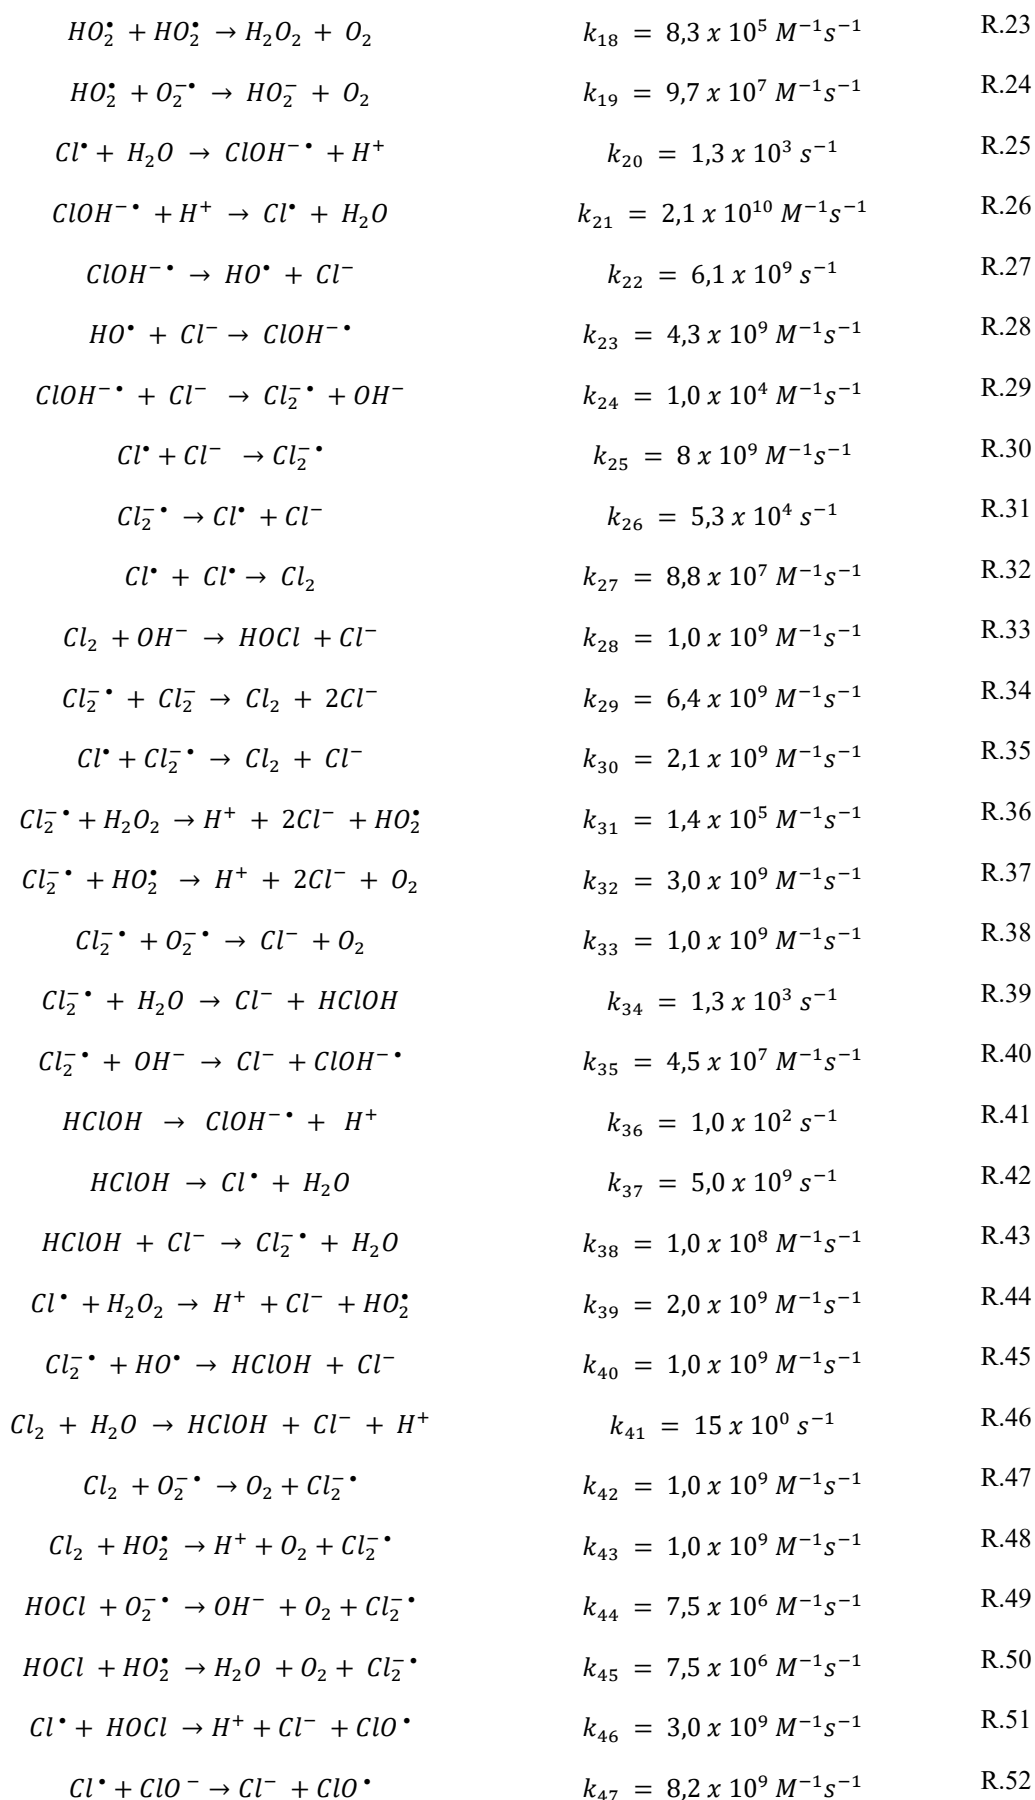 HO₂• + HO₂• → H₂O₂ + O₂ k₁₈ = 8,3 x 10⁵ M⁻¹s⁻¹ R.23
HO₂• + O₂⁻• → HO₂⁻ + O₂ k₁₉ = 9,7 x 10⁷ M⁻¹s⁻¹ R.24
Cl• + H₂O → ClOH⁻• + H⁺ k₂₀ = 1,3 x 10³ s⁻¹ R.25
ClOH⁻• + H⁺ → Cl• + H₂O k₂₁ = 2,1 x 10¹⁰ M⁻¹s⁻¹ R.26
ClOH⁻• → HO• + Cl⁻ k₂₂ = 6,1 x 10⁹ s⁻¹ R.27
HO• + Cl⁻ → ClOH⁻• k₂₃ = 4,3 x 10⁹ M⁻¹s⁻¹ R.28
ClOH⁻• + Cl⁻ → Cl₂⁻• + OH⁻ k₂₄ = 1,0 x 10⁴ M⁻¹s⁻¹ R.29
Cl• + Cl⁻ → Cl₂⁻• k₂₅ = 8 x 10⁹ M⁻¹s⁻¹ R.30
Cl₂⁻• → Cl• + Cl⁻ k₂₆ = 5,3 x 10⁴ s⁻¹ R.31
Cl• + Cl• → Cl₂ k₂₇ = 8,8 x 10⁷ M⁻¹s⁻¹ R.32
Cl₂ + OH⁻ → HOCl + Cl⁻ k₂₈ = 1,0 x 10⁹ M⁻¹s⁻¹ R.33
Cl₂⁻• + Cl₂⁻ → Cl₂ + 2Cl⁻ k₂₉ = 6,4 x 10⁹ M⁻¹s⁻¹ R.34
Cl• + Cl₂⁻• → Cl₂ + Cl⁻ k₃₀ = 2,1 x 10⁹ M⁻¹s⁻¹ R.35
Cl₂⁻• + H₂O₂ → H⁺ + 2Cl⁻ + HO₂• k₃₁ = 1,4 x 10⁵ M⁻¹s⁻¹ R.36
Cl₂⁻• + HO₂• → H⁺ + 2Cl⁻ + O₂ k₃₂ = 3,0 x 10⁹ M⁻¹s⁻¹ R.37
Cl₂⁻• + O₂⁻• → Cl⁻ + O₂ k₃₃ = 1,0 x 10⁹ M⁻¹s⁻¹ R.38
Cl₂⁻• + H₂O → Cl⁻ + HClOH k₃₄ = 1,3 x 10³ s⁻¹ R.39
Cl₂⁻• + OH⁻ → Cl⁻ + ClOH⁻• k₃₅ = 4,5 x 10⁷ M⁻¹s⁻¹ R.40
HClOH → ClOH⁻• + H⁺ k₃₆ = 1,0 x 10² s⁻¹ R.41
HClOH → Cl• + H₂O k₃₇ = 5,0 x 10⁹ s⁻¹ R.42
HClOH + Cl⁻ → Cl₂⁻• + H₂O k₃₈ = 1,0 x 10⁸ M⁻¹s⁻¹ R.43
Cl• + H₂O₂ → H⁺ + Cl⁻ + HO₂• k₃₉ = 2,0 x 10⁹ M⁻¹s⁻¹ R.44
Cl₂⁻• + HO• → HClOH + Cl⁻ k₄₀ = 1,0 x 10⁹ M⁻¹s⁻¹ R.45
Cl₂ + H₂O → HClOH + Cl⁻ + H⁺ k₄₁ = 15 x 10⁰ s⁻¹ R.46
Cl₂ + O₂⁻• → O₂ + Cl₂⁻• k₄₂ = 1,0 x 10⁹ M⁻¹s⁻¹ R.47
Cl₂ + HO₂• → H⁺ + O₂ + Cl₂⁻• k₄₃ = 1,0 x 10⁹ M⁻¹s⁻¹ R.48
HOCl + O₂⁻• → OH⁻ + O₂ + Cl₂⁻• k₄₄ = 7,5 x 10⁶ M⁻¹s⁻¹ R.49
HOCl + HO₂• → H₂O + O₂ + Cl₂⁻• k₄₅ = 7,5 x 10⁶ M⁻¹s⁻¹ R.50
Cl• + HOCl → H⁺ + Cl⁻ + ClO• k₄₆ = 3,0 x 10⁹ M⁻¹s⁻¹ R.51
Cl• + ClO⁻ → Cl⁻ + ClO• k₄₇ = 8,2 x 10⁹ M⁻¹s⁻¹ R.52